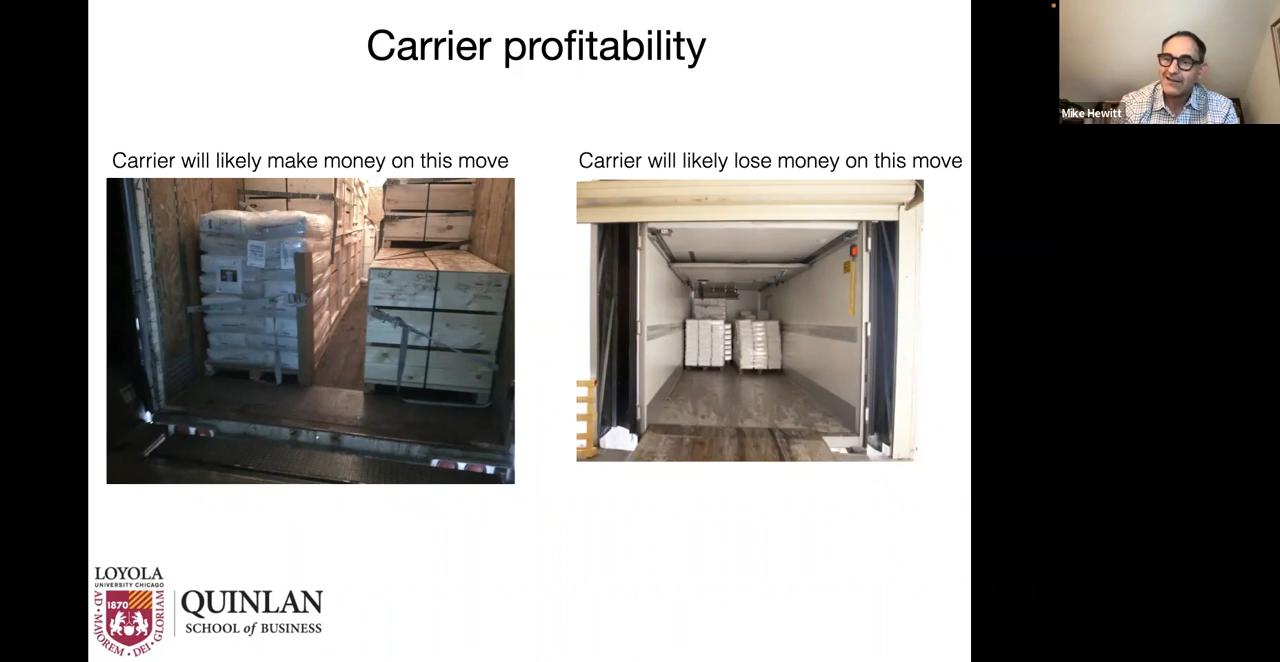 Carrier profitability
Mike Hewitt
Carrier will likely make money on this move
Carrier will likely lose money on this move
LOYOLA
UNIVERSITY CHICAGO
1870
AD • MAJOREM • DEI • GLORIAM
QUINLAN
SCHOOL of BUSINESS